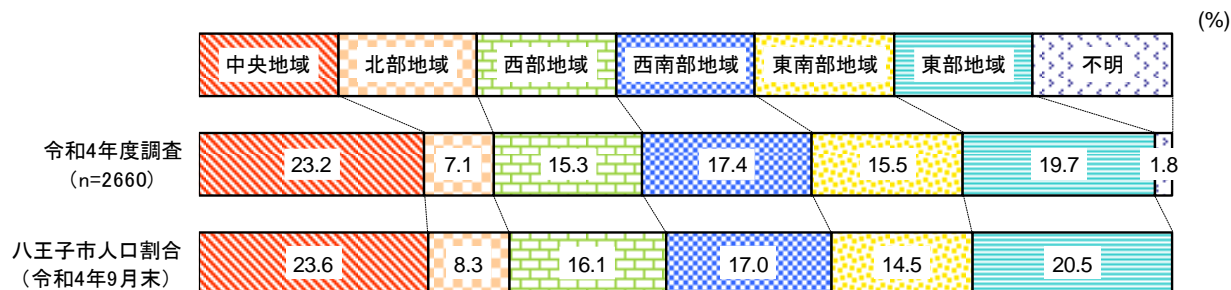 (%)
中央地域 北部地域 西部地域 西南部地域 東南部地域 東部地域 不明
令和4年度調査
(n=2660)
23.2 7.1 15.3 17.4 15.5 19.7 1.8
八王子市人口割合
(令和4年9月末)
23.6 8.3 16.1 17.0 14.5 20.5